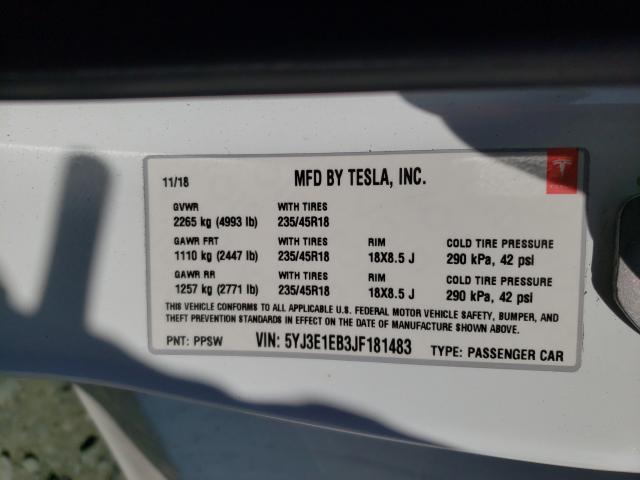 11/18 MFD BY TESLA, INC.
GVWR WITH TIRES
2265 kg (4993 lb) 235/45R18
GAWR FRT WITH TIRES RIM COLD TIRE PRESSURE
1110 kg (2447 lb) 235/45R18 18X8.5 J 290 kPa, 42 psi
GAWR RR WITH TIRES RIM COLD TIRE PRESSURE
1257 kg (2771 lb) 235/45R18 18X8.5 J 290 kPa, 42 psi
THIS VEHICLE CONFORMS TO ALL APPLICABLE U.S. FEDERAL MOTOR VEHICLE SAFETY, BUMPER, AND
THEFT PREVENTION STANDARDS IN EFFECT ON THE DATE OF MANUFACTURE SHOWN ABOVE.
PNT: PPSW VIN: 5YJ3E1EB3JF181483 TYPE: PASSENGER CAR